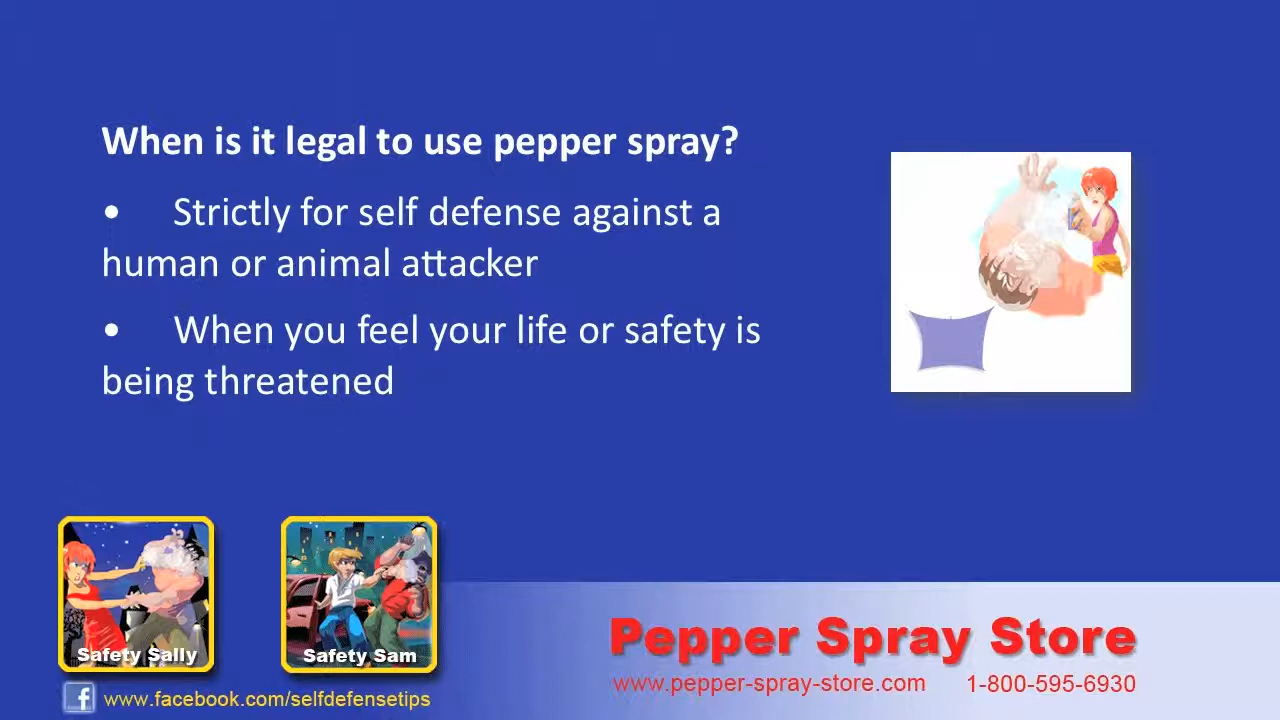 When is it legal to use pepper spray?
• Strictly for self defense against a
human or animal attacker
• When you feel your life or safety is
being threatened
Safety Sally
Safety Sam
www.facebook.com/selfdefensetips
Pepper Spray Store
www.pepper-spray-store.com 1-800-595-6930